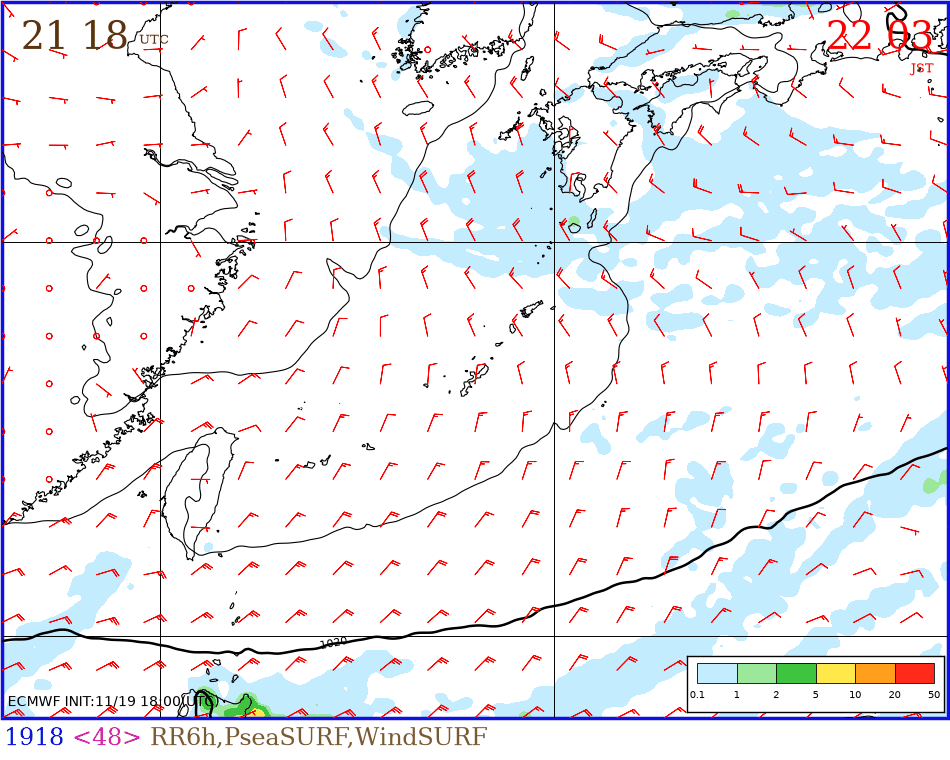 21 18 UTC 22 03
JST
1020
ECMWF INIT:11/19 18:00(UTC)
0.1 1 2 5 10 20 50
1918 <48> RR6h,PseaSURF,WindSURF